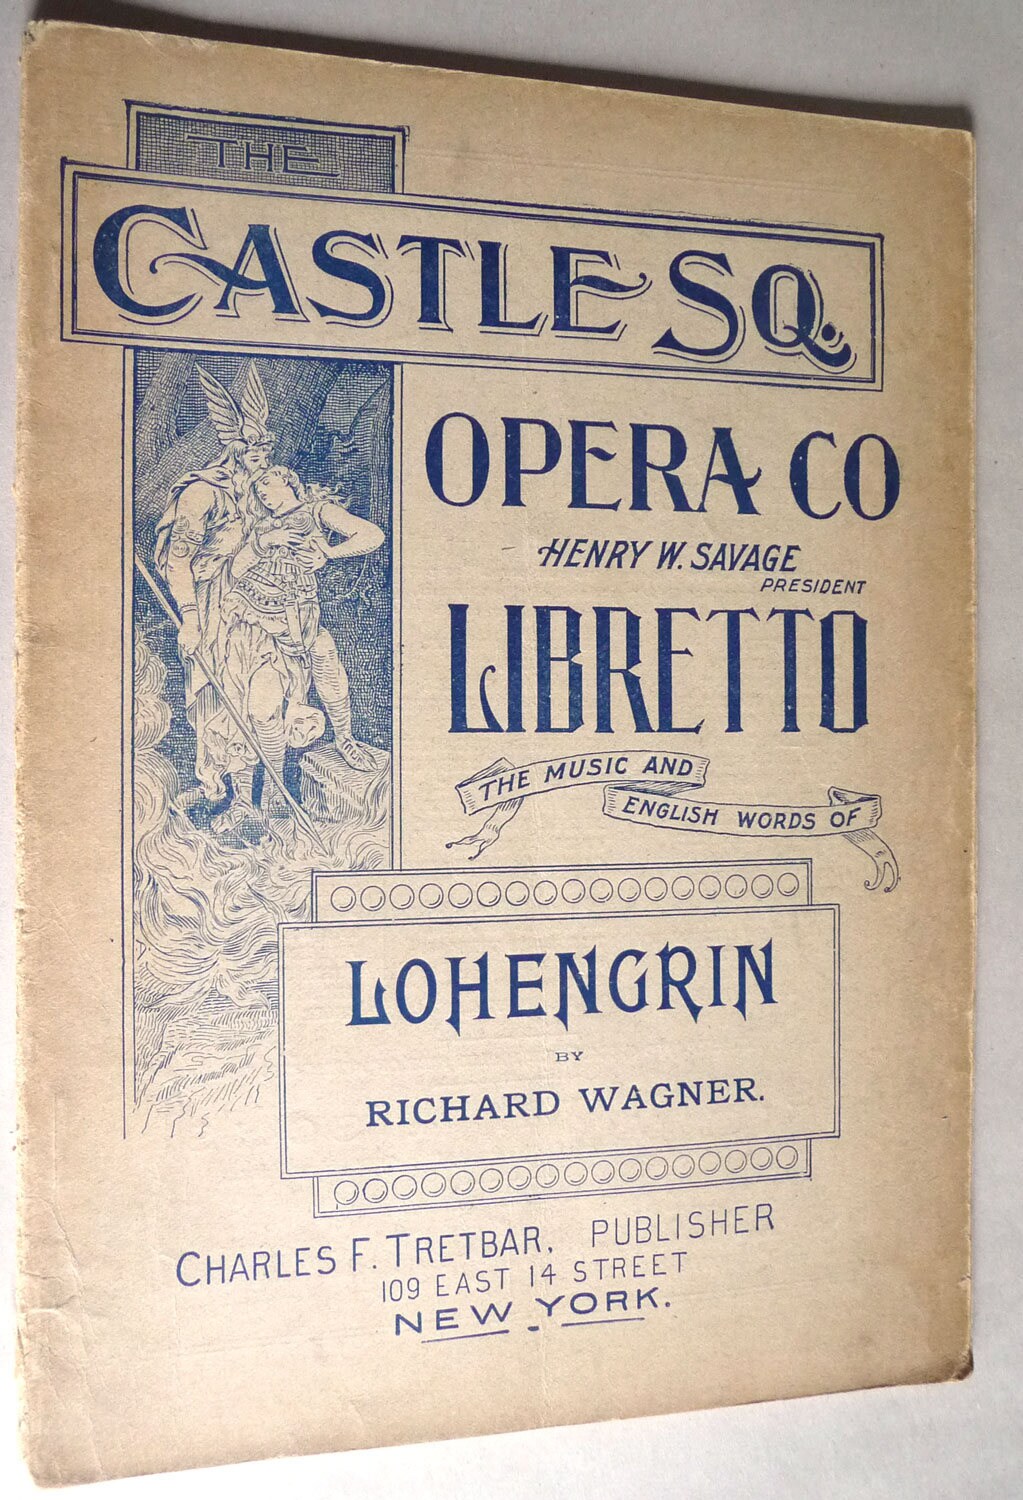 THE
CASTLE SQ.
OPERA CO
HENRY W. SAVAGE
PRESIDENT
LIBRETTO
THE MUSIC AND
ENGLISH WORDS OF
LOHENGRIN
BY
RICHARD WAGNER.
CHARLES F. TRETBAR, PUBLISHER
109 EAST 14 STREET
NEW YORK.